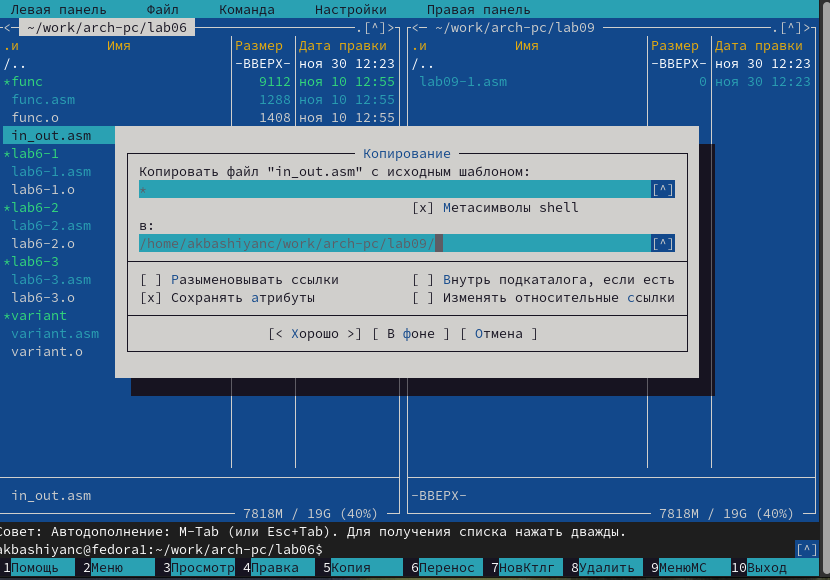 Левая панель Файл Команда Настройки Правая панель
<─ ~/work/arch-pc/lab06 ─.[^]>
<─ ~/work/arch-pc/lab09 ─.[^]>
.и Имя Размер Дата правки
.и Имя Размер Дата правки
/.. -ВВЕРХ- ноя 30 12:23
/.. -ВВЕРХ- ноя 30 12:23
*func 9112 ноя 10 12:55
lab09-1.asm 0 ноя 30 12:23
func.asm 1288 ноя 10 12:55
func.o 1408 ноя 10 12:55
in_out.asm
*lab6-1
lab6-1.asm
lab6-1.o
*lab6-2
lab6-2.asm
lab6-2.o
*lab6-3
lab6-3.asm
lab6-3.o
*variant
variant.asm
variant.o
Копирование
Копировать файл "in_out.asm" с исходным шаблоном:
* [^]
[x] Метасимволы shell
в:
/home/akbashiyanc/work/arch-pc/lab09/ [^]
[ ] Разыменовывать ссылки [ ] Внутрь подкаталога, если есть
[x] Сохранять атрибуты [ ] Изменять относительные ссылки
[< Хорошо >] [ В фоне ] [ Отмена ]
in_out.asm
-ВВЕРХ-
7818M / 19G (40%)
7818M / 19G (40%)
Совет: Автодополнение: M-Tab (или Esc+Tab). Для получения списка нажать дважды.
akbashiyanc@fedora1:~/work/arch-pc/lab06$ [^]
1Помощь 2Меню 3Просмотр 4Правка 5Копия 6Перенос 7НовКтлг 8Удалить 9МенюМС 10Выход